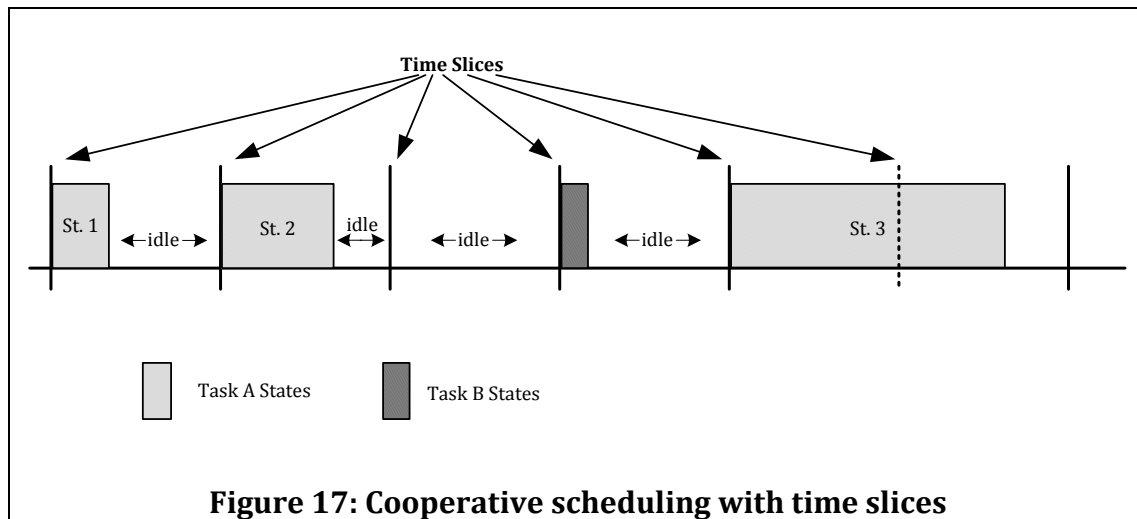 Time Slices
St. 1
idle
St. 2
idle
idle
idle
St. 3
Task A States
Task B States
Figure 17: Cooperative scheduling with time slices